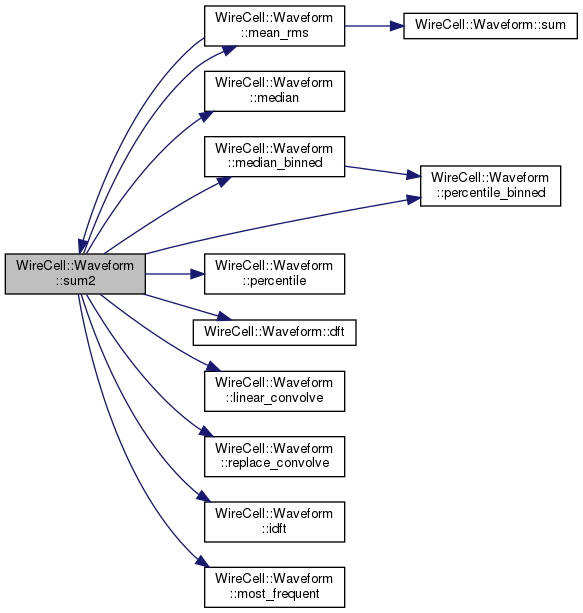 WireCell::Waveform
::mean_rms
WireCell::Waveform::sum
WireCell::Waveform
::median
WireCell::Waveform
::median_binned
WireCell::Waveform
::percentile_binned
WireCell::Waveform
::sum2
WireCell::Waveform
::percentile
WireCell::Waveform::dft
WireCell::Waveform
::linear_convolve
WireCell::Waveform
::replace_convolve
WireCell::Waveform
::idft
WireCell::Waveform
::most_frequent